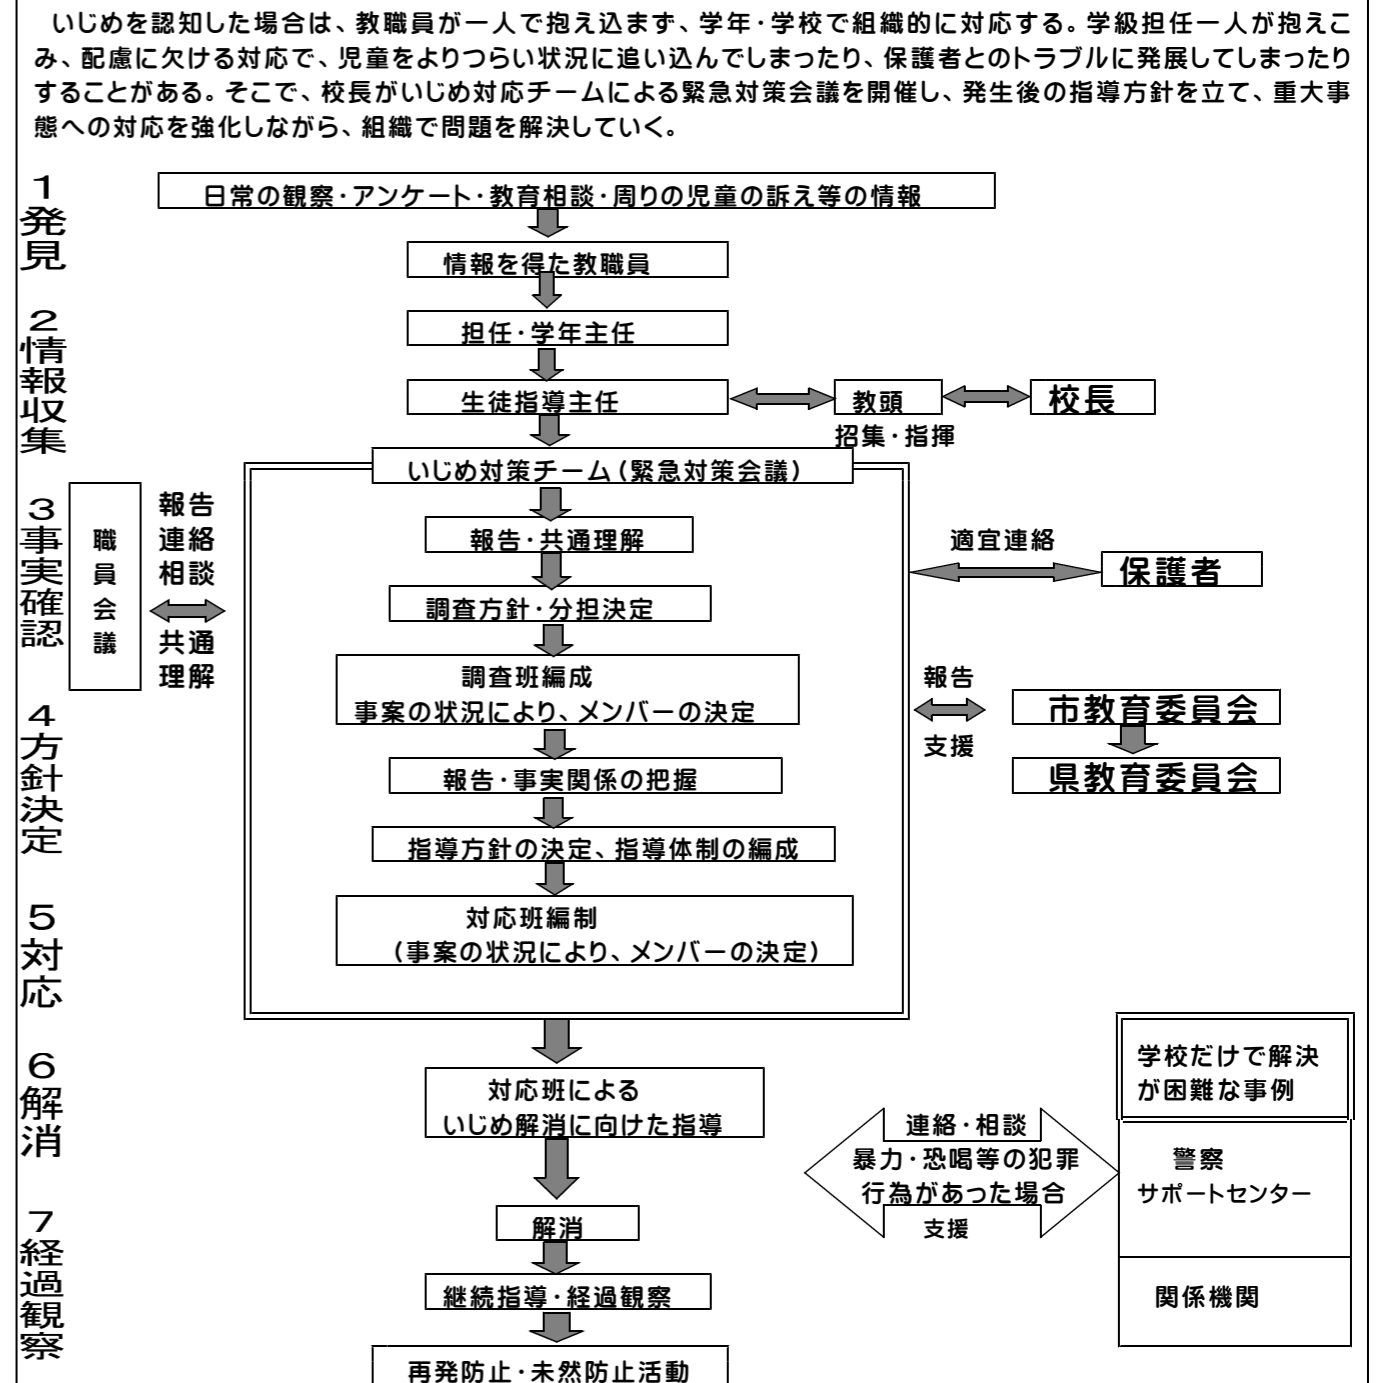 いじめを認知した場合は、教職員が一人で抱え込まず、学年・学校で組織的に対応する。学級担任一人が抱えこ
み、配慮に欠ける対応で、児童をよりつらい状況に追い込んでしまったり、保護者とのトラブルに発展してしまったり
することがある。そこで、校長がいじめ対応チームによる緊急対策会議を開催し、発生後の指導方針を立て、重大事
態への対応を強化しながら、組織で問題を解決していく。
1発見
日常の観察・アンケート・教育相談・周りの児童の訴え等の情報
情報を得た教職員
2情報収集
担任・学年主任
生徒指導主任
教頭
校長
招集・指揮
いじめ対策チーム（緊急対策会議）
3事実確認
職員会議
報告
連絡
相談
共通
理解
報告・共通理解
調査方針・分担決定
調査班編成
事案の状況により、メンバーの決定
適宜連絡
保護者
報告
支援
市教育委員会
県教育委員会
4方針決定
報告・事実関係の把握
指導方針の決定、指導体制の編成
5対応
対応班編制
（事案の状況により、メンバーの決定）
6解消
対応班による
いじめ解消に向けた指導
学校だけで解決
が困難な事例
連絡・相談
暴力・恐喝等の犯罪
行為があった場合
支援
警察
サポートセンター
関係機関
7経過観察
解消
継続指導・経過観察
再発防止・未然防止活動